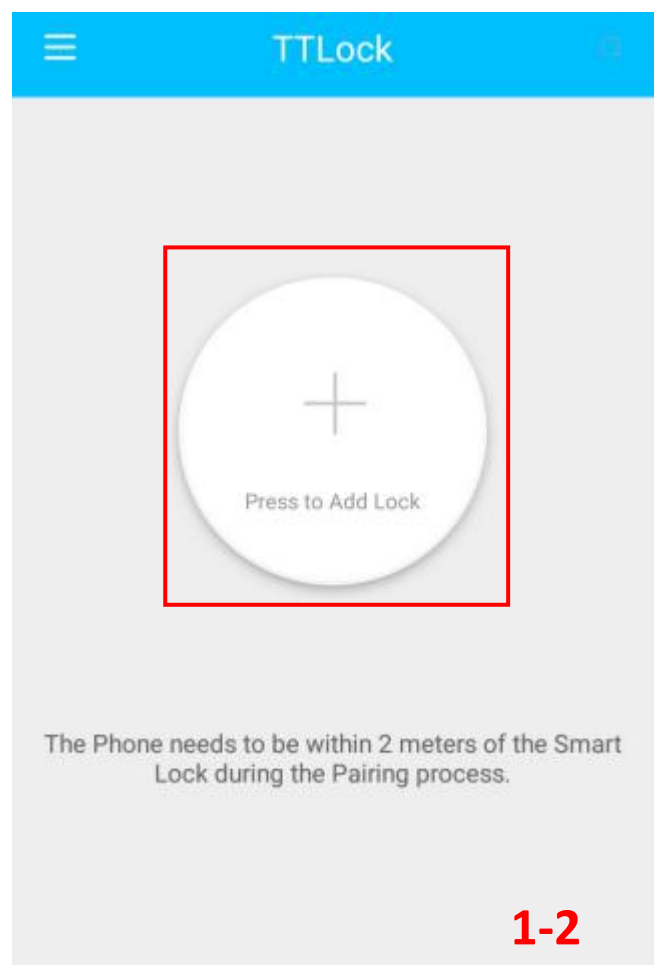 TTLock
Press to Add Lock
The Phone needs to be within 2 meters of the Smart
Lock during the Pairing process.
1-2